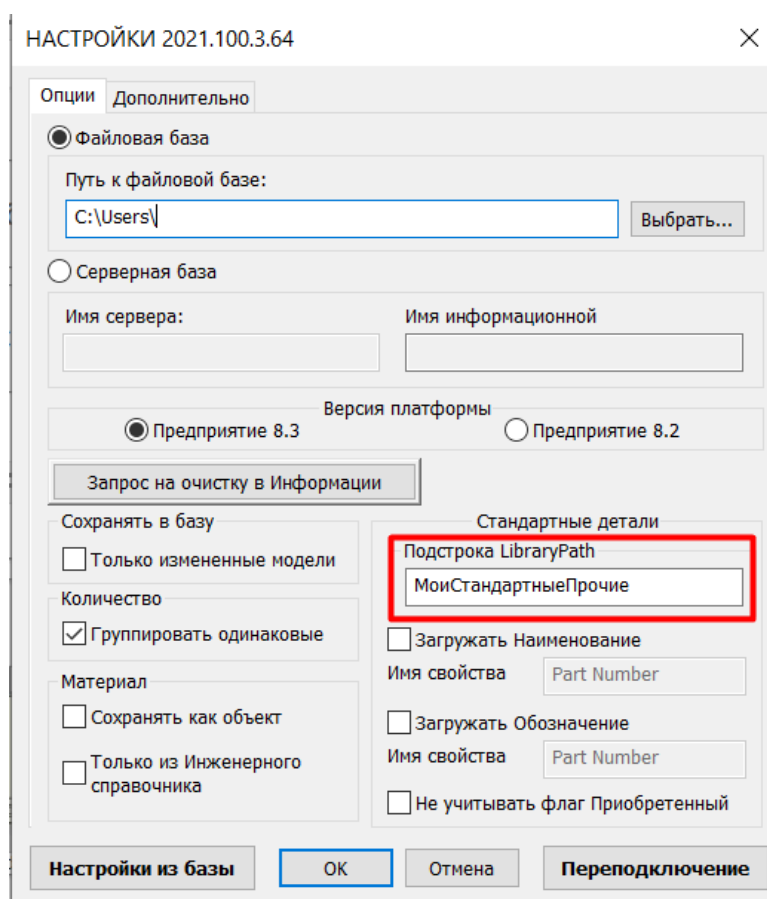 НАСТРОЙКИ 2021.100.3.64
Опции Дополнительно
Файловая база
Путь к файловой базе:
C:\Users\ Выбрать...
Серверная база
Имя сервера: Имя информационной
Версия платформы
Предприятие 8.3 Предприятие 8.2
Запрос на очистку в Информации
Сохранять в базу
Только измененные модели
Количество
Группировать одинаковые
Материал
Сохранять как объект
Только из Инженерного
справочника
Стандартные детали
Подстрока LibraryPath
МоиСтандартныеПрочие
Загружать Наименование
Имя свойства Part Number
Загружать Обозначение
Имя свойства Part Number
Не учитывать флаг Приобретенный
Настройки из базы OK Отмена Переподключение